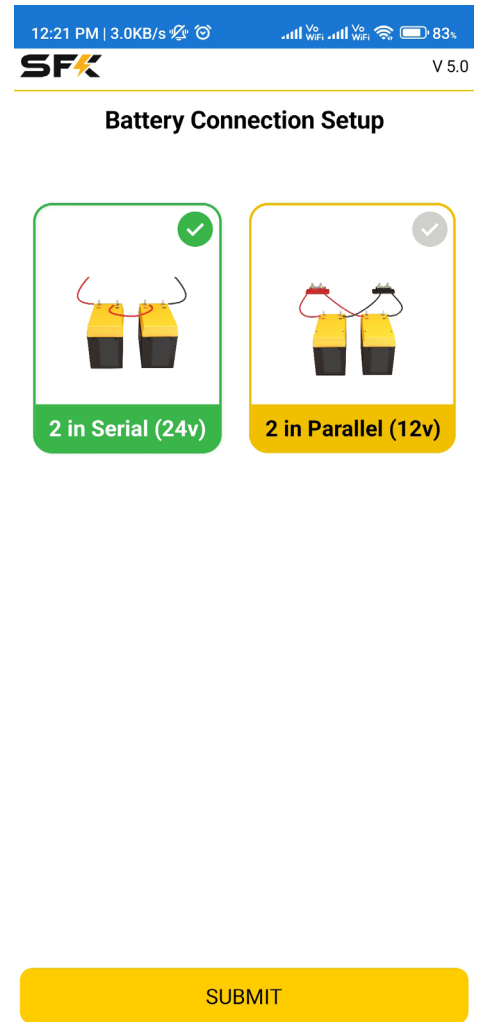 12:21 PM | 3.0KB/s
Vo WiFi Vo WiFi 83%
SFK
V 5.0
Battery Connection Setup
2 in Serial (24v)
2 in Parallel (12v)
SUBMIT